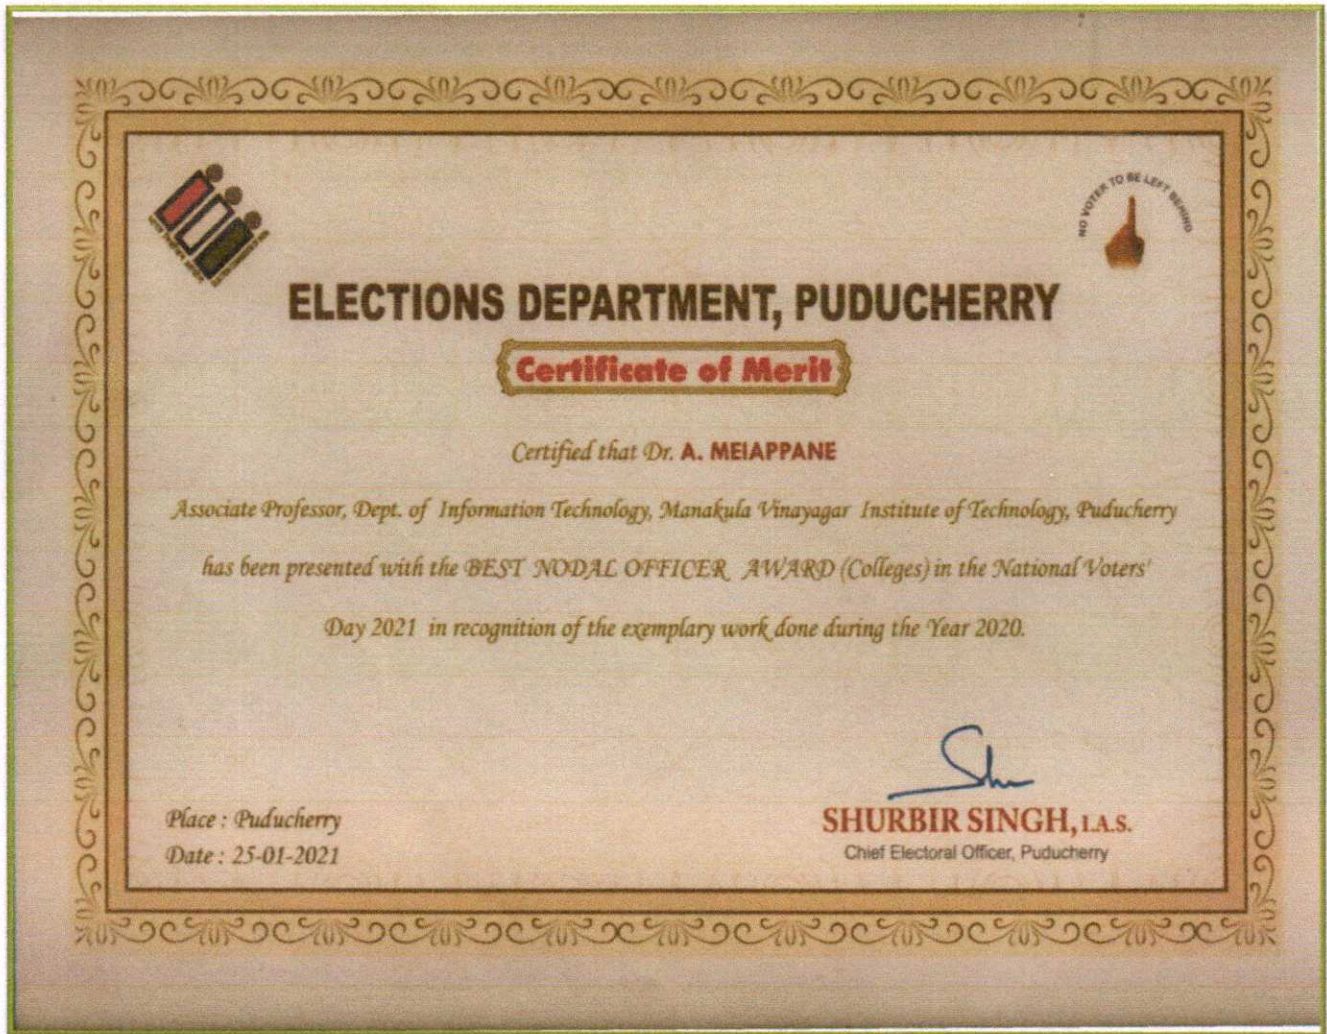 NO VOTER TO BE LEFT BEHIND
ELECTIONS DEPARTMENT, PUDUCHERRY
Certificate of Merit
Certified that Dr. A. MEIAPPANE
Associate Professor, Dept. of Information Technology, Manakula Vinayagar Institute of Technology, Puducherry
has been presented with the BEST NODAL OFFICER AWARD (Colleges) in the National Voters'
Day 2021 in recognition of the exemplary work done during the Year 2020.
Place : Puducherry
Date : 25-01-2021
SHURBIR SINGH, I.A.S.
Chief Electoral Officer, Puducherry